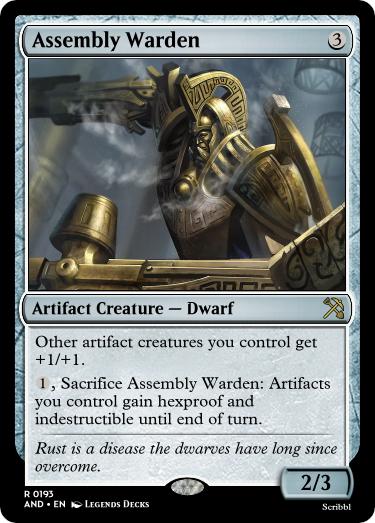 Assembly Warden 3
Artifact Creature — Dwarf
Other artifact creatures you control get
+1/+1.
1, Sacrifice Assembly Warden: Artifacts
you control gain hexproof and
indestructible until end of turn.
Rust is a disease the dwarves have long since
overcome.
2/3
R 0193
AND • EN Legends Decks
Scribbl